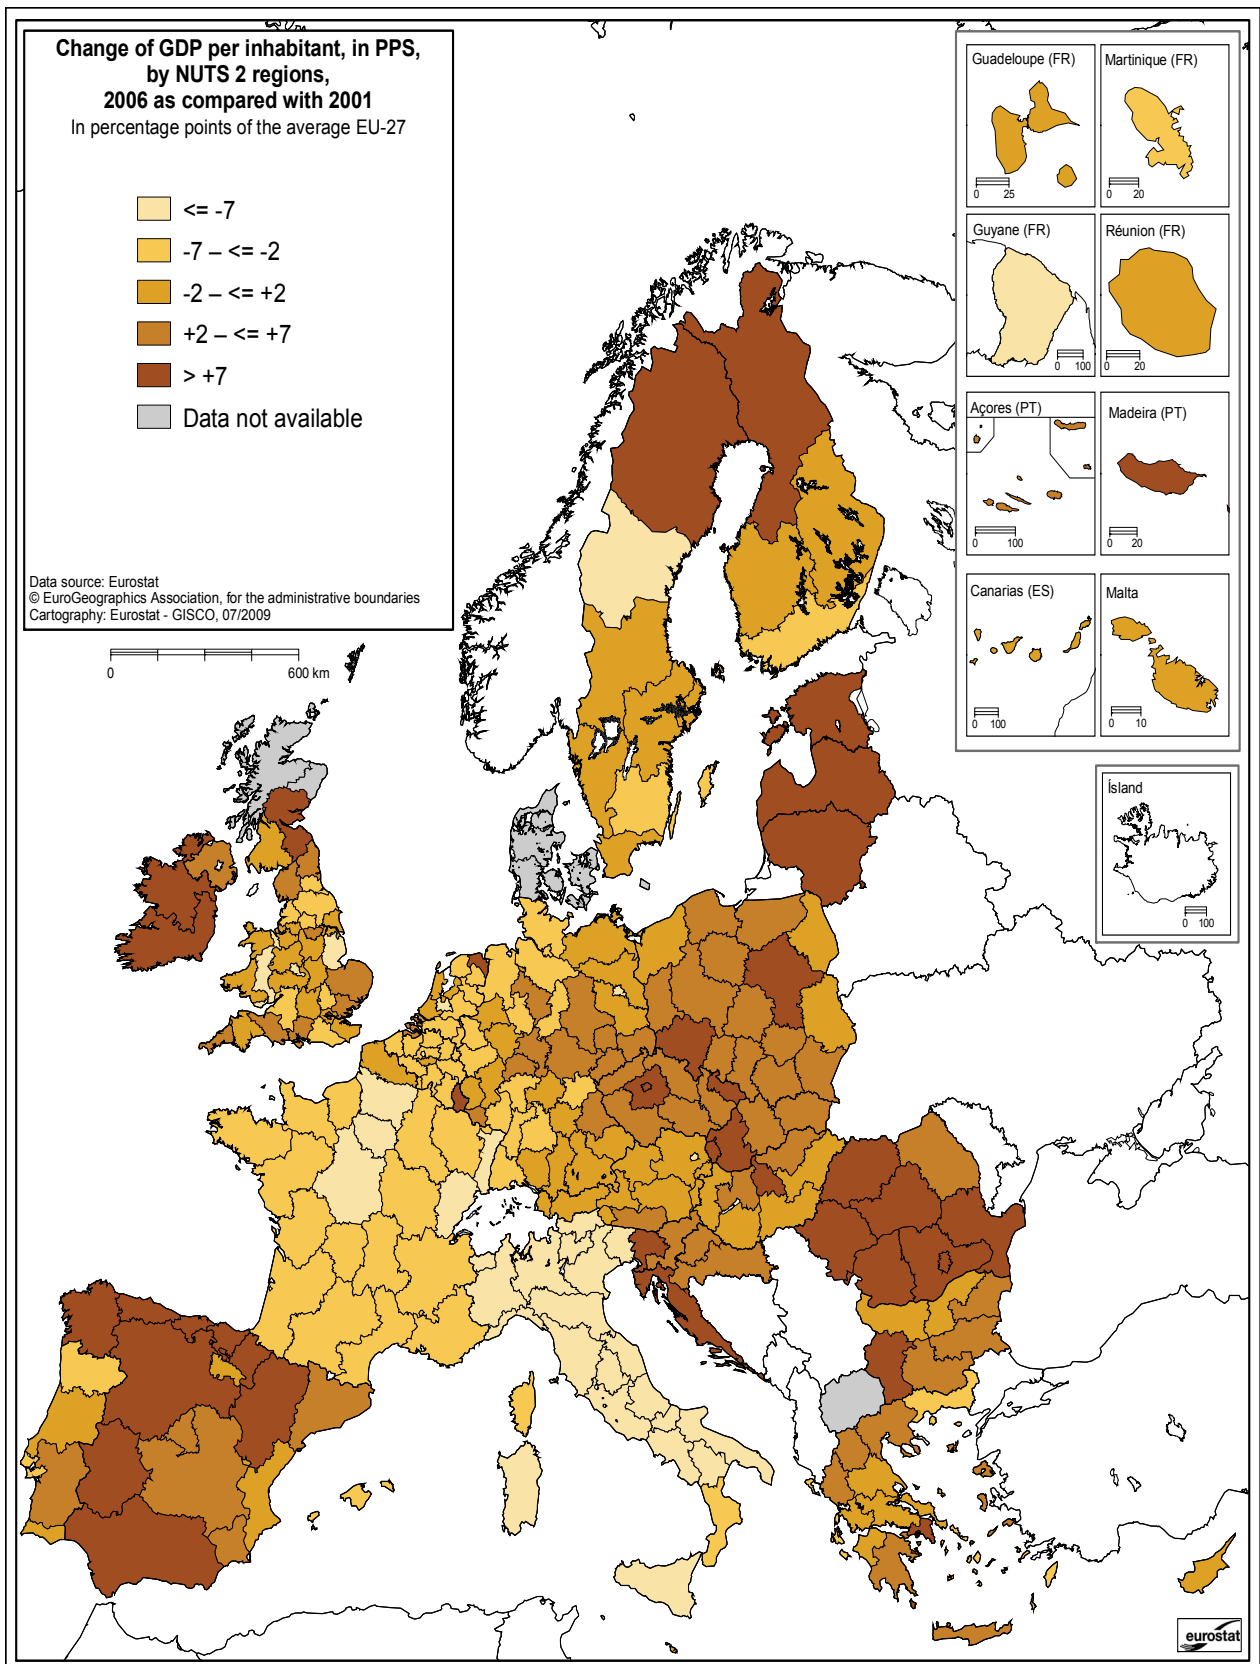 Change of GDP per inhabitant, in PPS,
by NUTS 2 regions,
2006 as compared with 2001
In percentage points of the average EU-27
<= -7
-7 – <= -2
-2 – <= +2
+2 – <= +7
> +7
Data not available
Data source: Eurostat
© EuroGeographics Association, for the administrative boundaries
Cartography: Eurostat - GISCO, 07/2009
0 600 km
Guadeloupe (FR)
0 25
Martinique (FR)
0 20
Guyane (FR)
0 100
Réunion (FR)
0 20
Açores (PT)
0 100
Madeira (PT)
0 20
Canarias (ES)
0 100
Malta
0 10
Ísland
0 100
eurostat